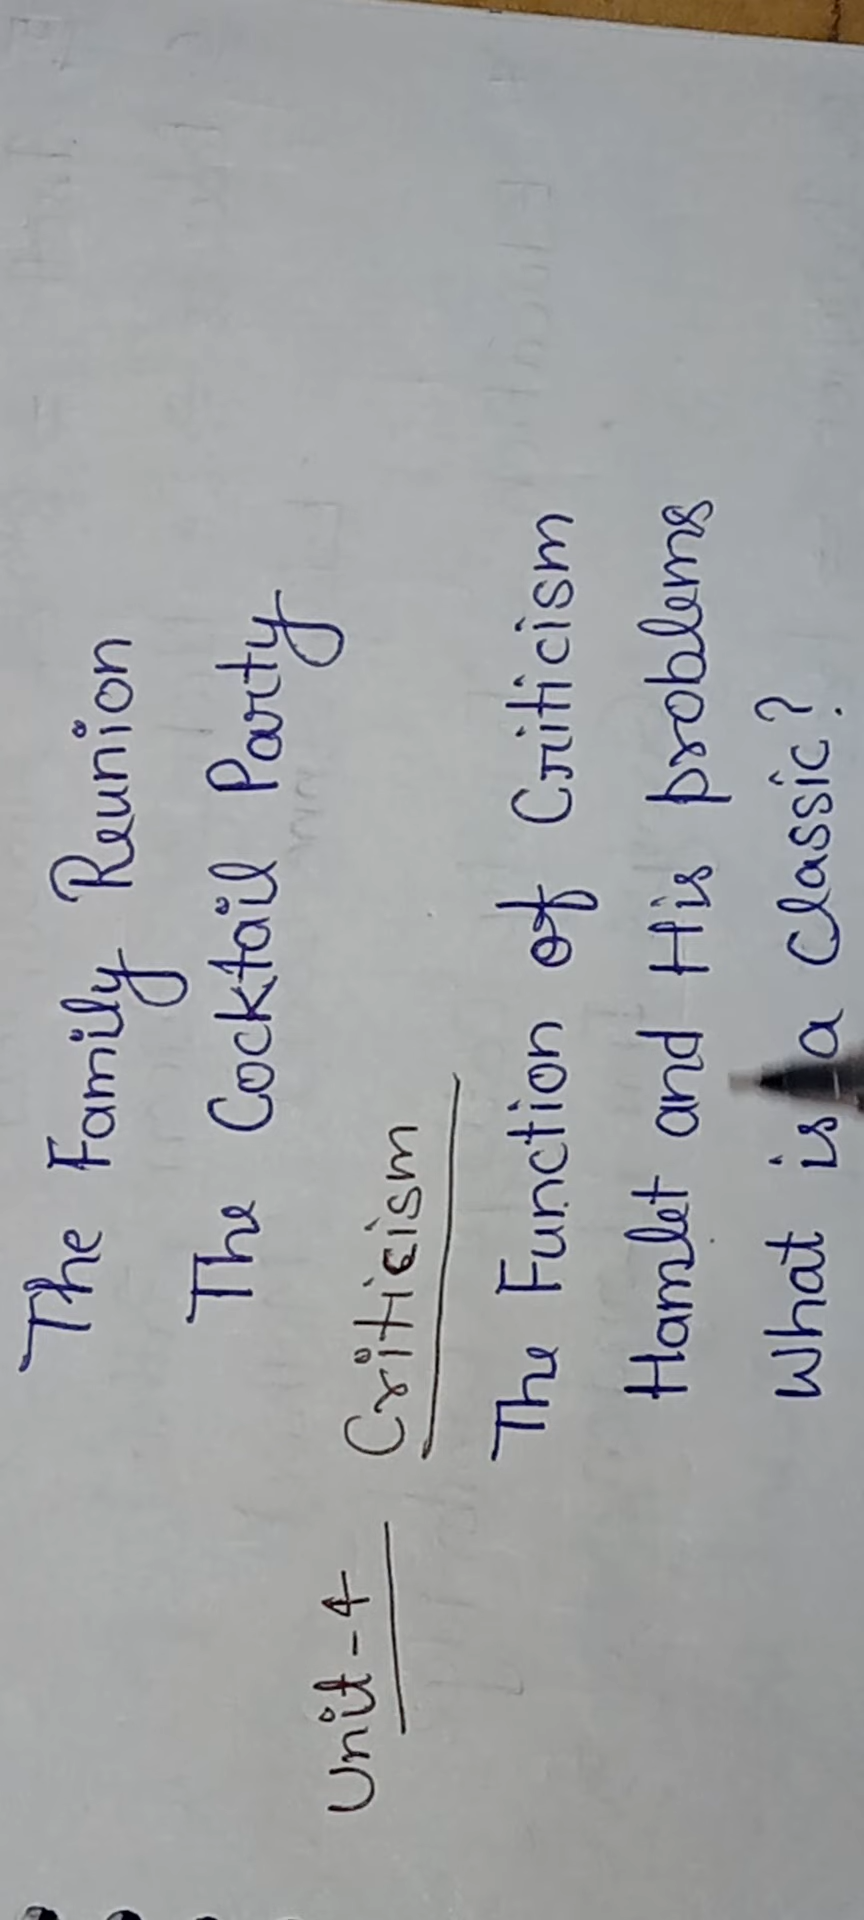 The Family Reunion
The Cocktail Party
Unit-4 Criticism
The Function of Criticism
Hamlet and His problems
What is a classic?